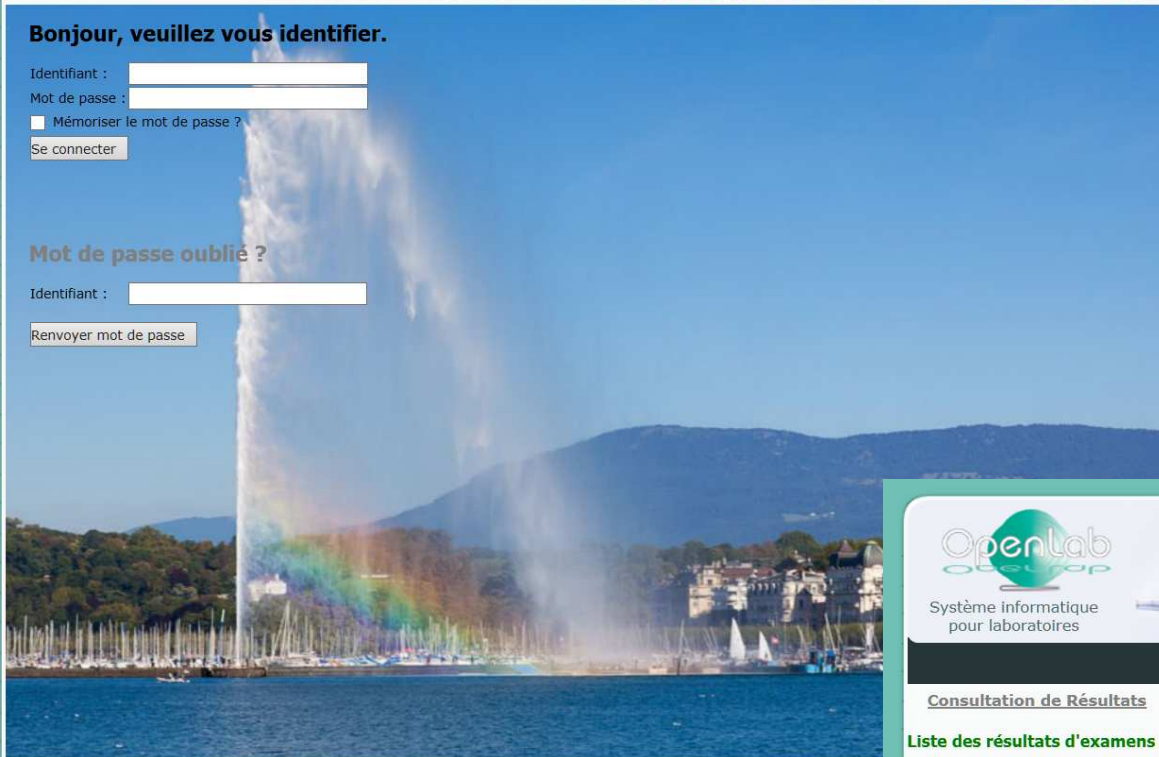 Bonjour, veuillez vous identifier.
Identifiant :
Mot de passe :
Mémoriser le mot de passe ?
Se connecter
Mot de passe oublié ?
Identifiant :
Renvoyer mot de passe
OpenLab
Système informatique
pour laboratoires
Consultation de Résultats
Liste des résultats d'examens